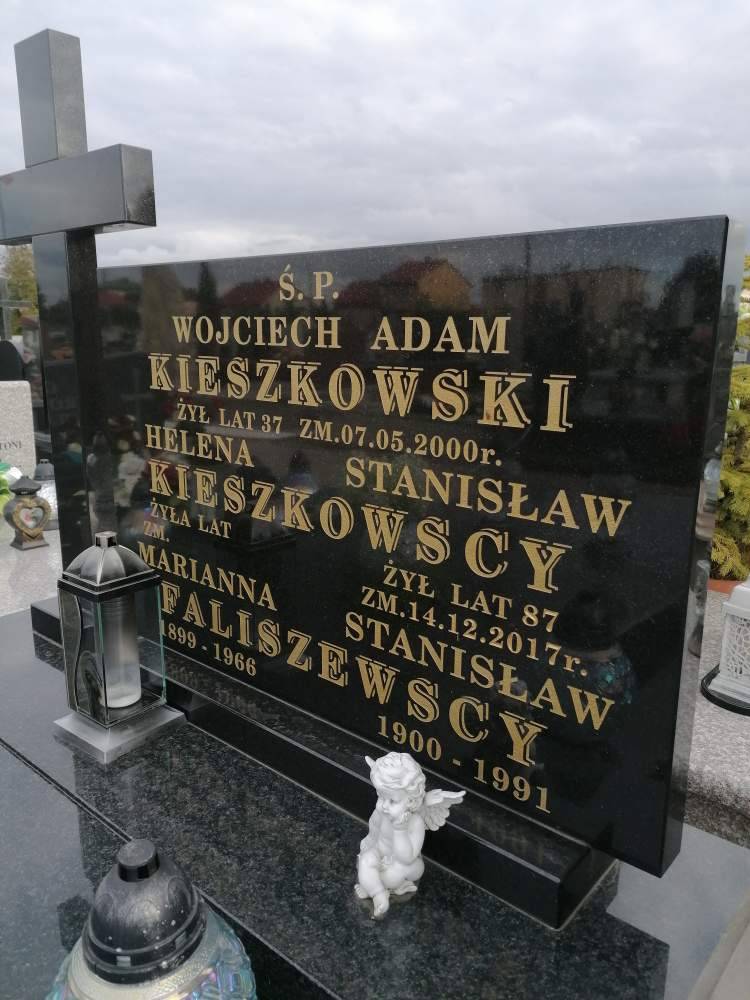 Ś. P.
WOJCIECH ADAM
KIESZKOWSKI
ŻYŁ LAT 37 ZM.07.05.2000r.
HELENA STANISŁAW
KIESZKOWSCY
ŻYŁA LAT ŻYŁ LAT 87
ZM. ZM.14.12.2017r.
MARIANNA STANISŁAW
FALISZEWSCY
1899 - 1966 1900 - 1991